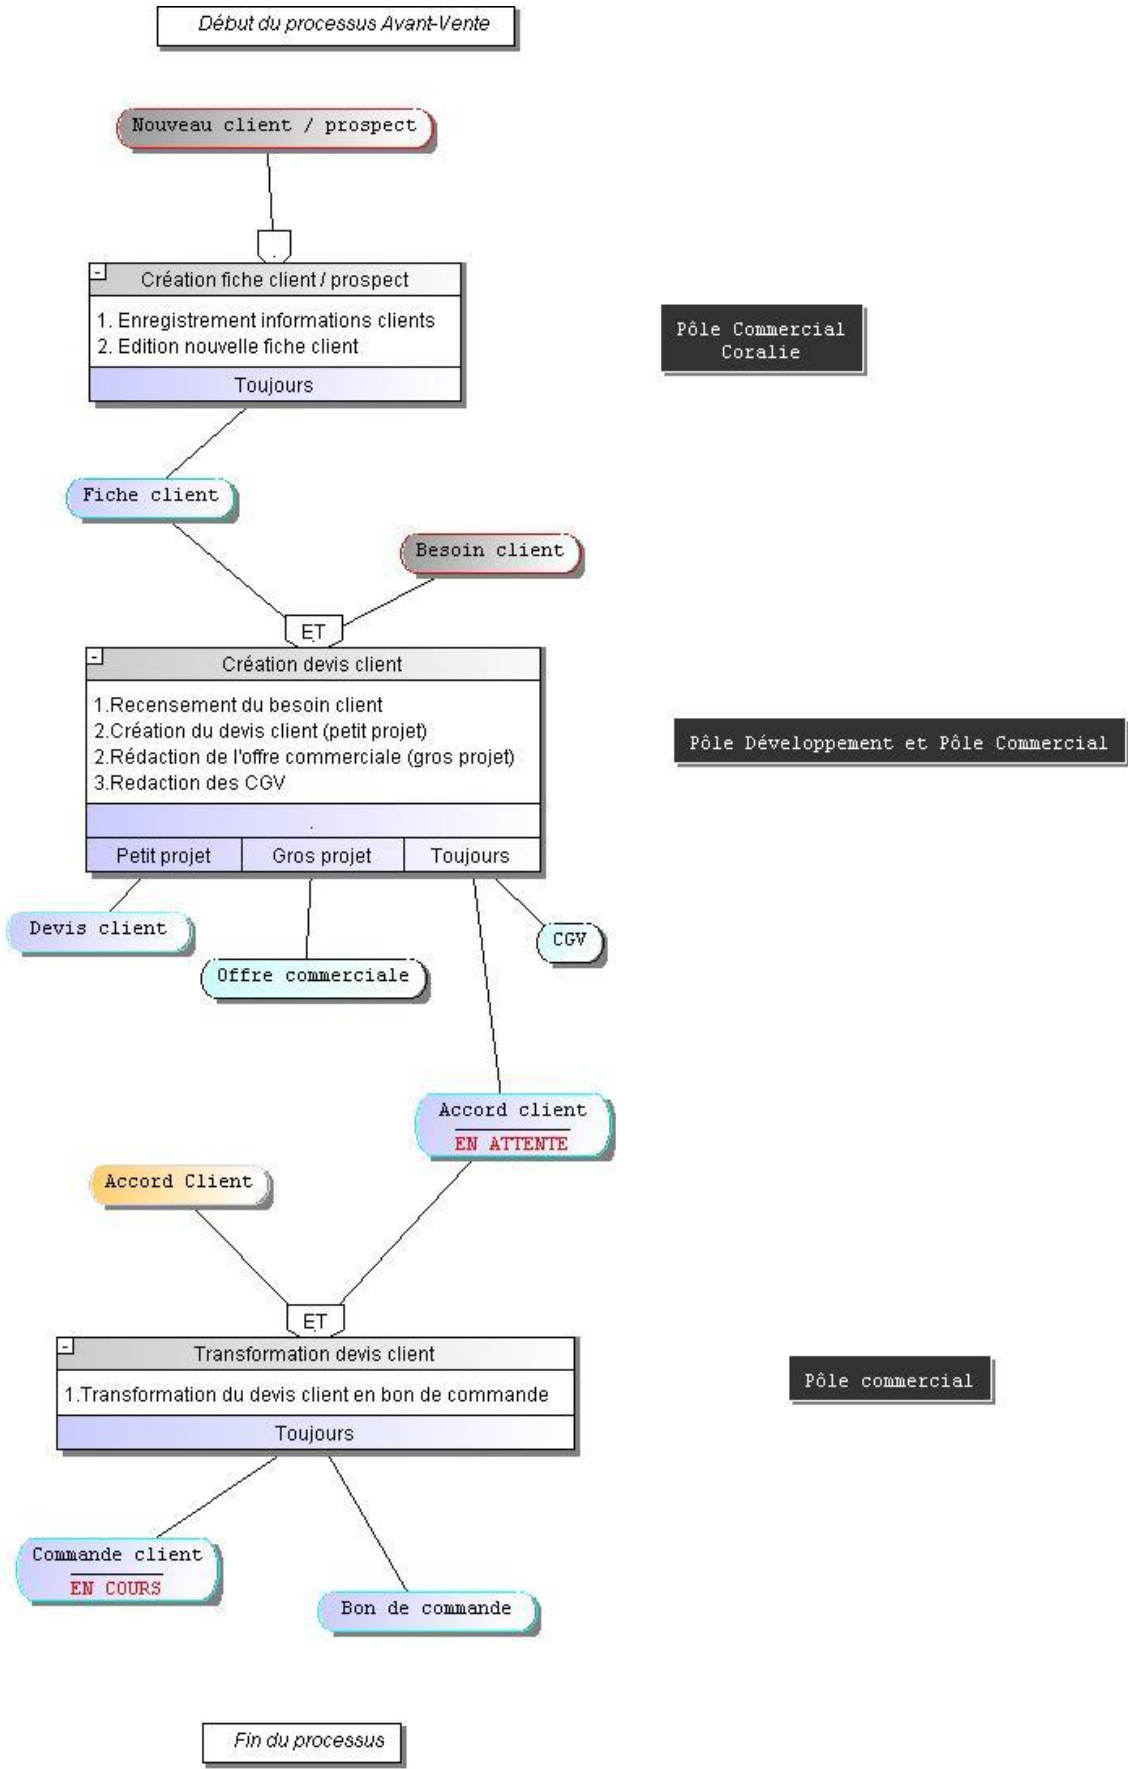 Début du processus Avant-Vente
Nouveau client / prospect
.
-
Création fiche client / prospect
1. Enregistrement informations clients
2. Edition nouvelle fiche client
Toujours
Pôle Commercial
Coralie
Fiche client
Besoin client
ET
.
-
Création devis client
1.Recensement du besoin client
2.Création du devis client (petit projet)
2.Rédaction de l'offre commerciale (gros projet)
3.Redaction des CGV
.
Petit projet
Gros projet
Toujours
Pôle Développement et Pôle Commercial
Devis client
Offre commerciale
CGV
Accord client
EN ATTENTE
Accord Client
ET
.
-
Transformation devis client
1.Transformation du devis client en bon de commande
Toujours
Pôle commercial
Commande client
EN COURS
Bon de commande
Fin du processus